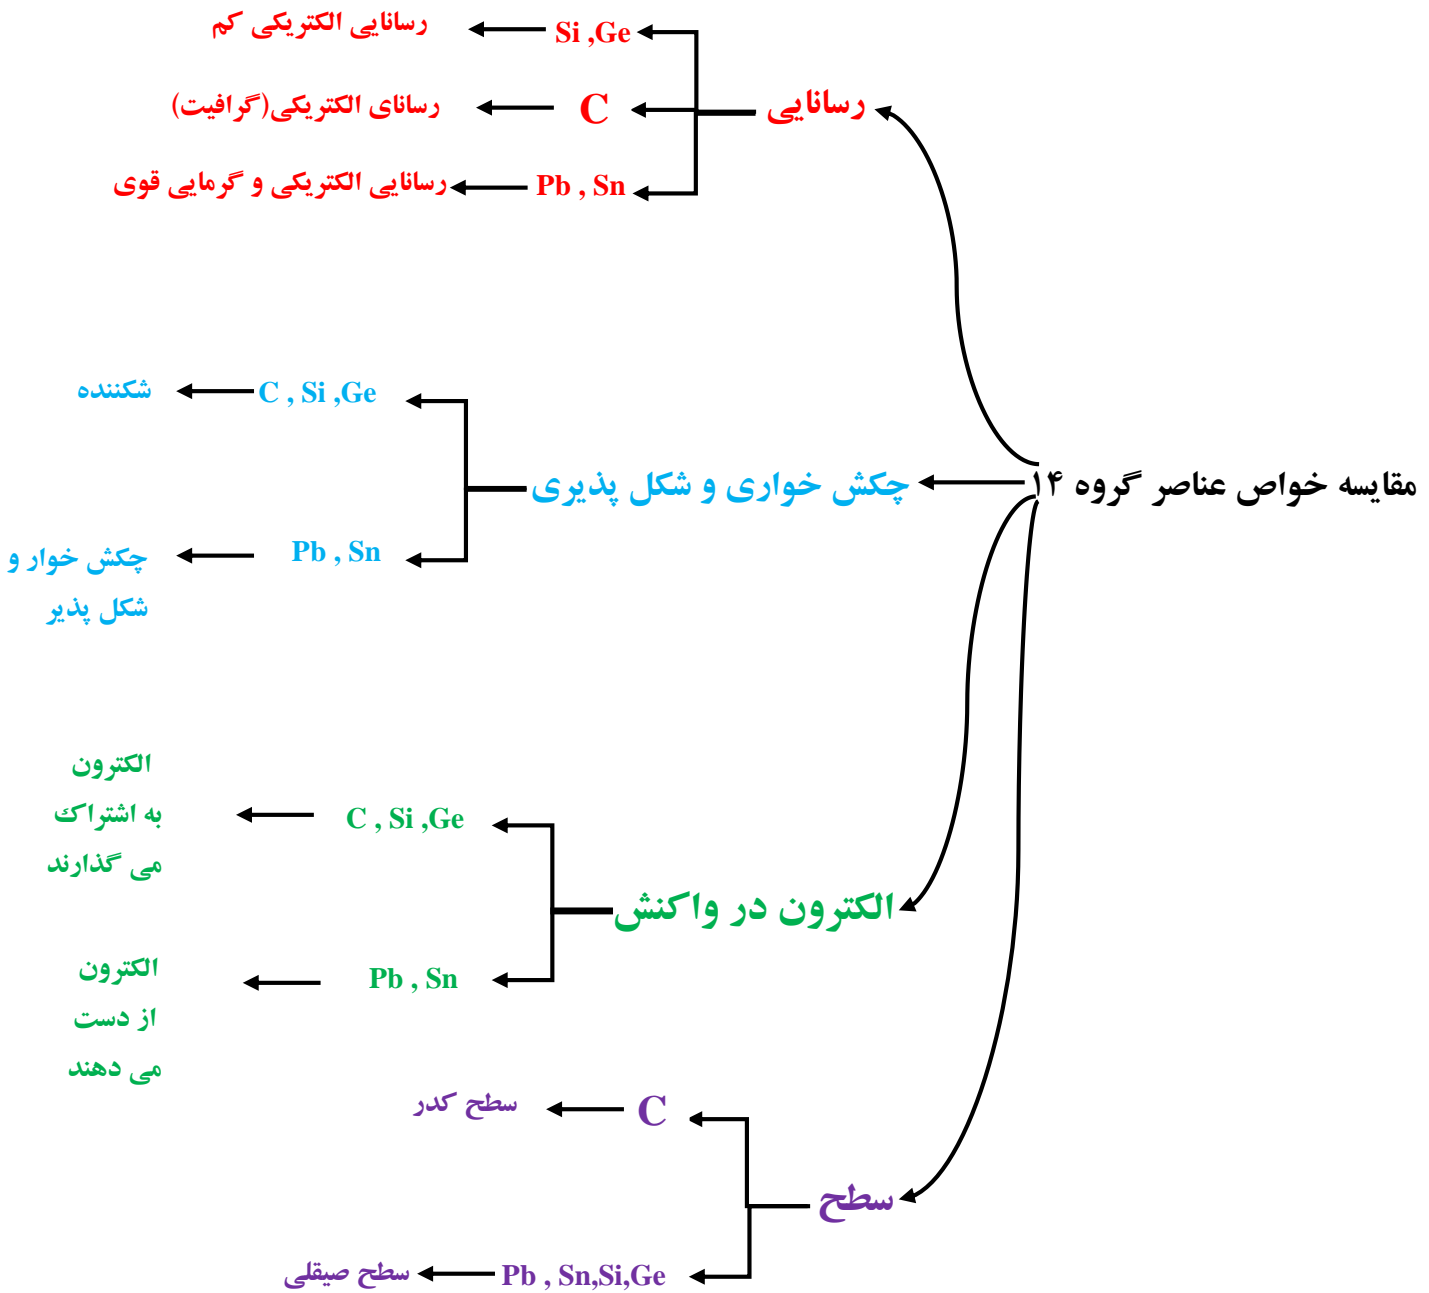 مقایسه خواص عناصر گروه ۱۴
رسانایی
Si ,Ge
رسانایی الکتریکی کم
C
رسانای الکتریکی(گرافیت)
Pb , Sn
رسانایی الکتریکی و گرمایی قوی
چکش خواری و شکل پذیری
C , Si ,Ge
شکننده
Pb , Sn
چکش خوار و
شکل پذیر
الکترون در واکنش
C , Si ,Ge
الکترون
به اشتراک
می گذارند
Pb , Sn
الکترون
از دست
می دهند
سطح
C
سطح کدر
Pb , Sn,Si,Ge
سطح صیقلی